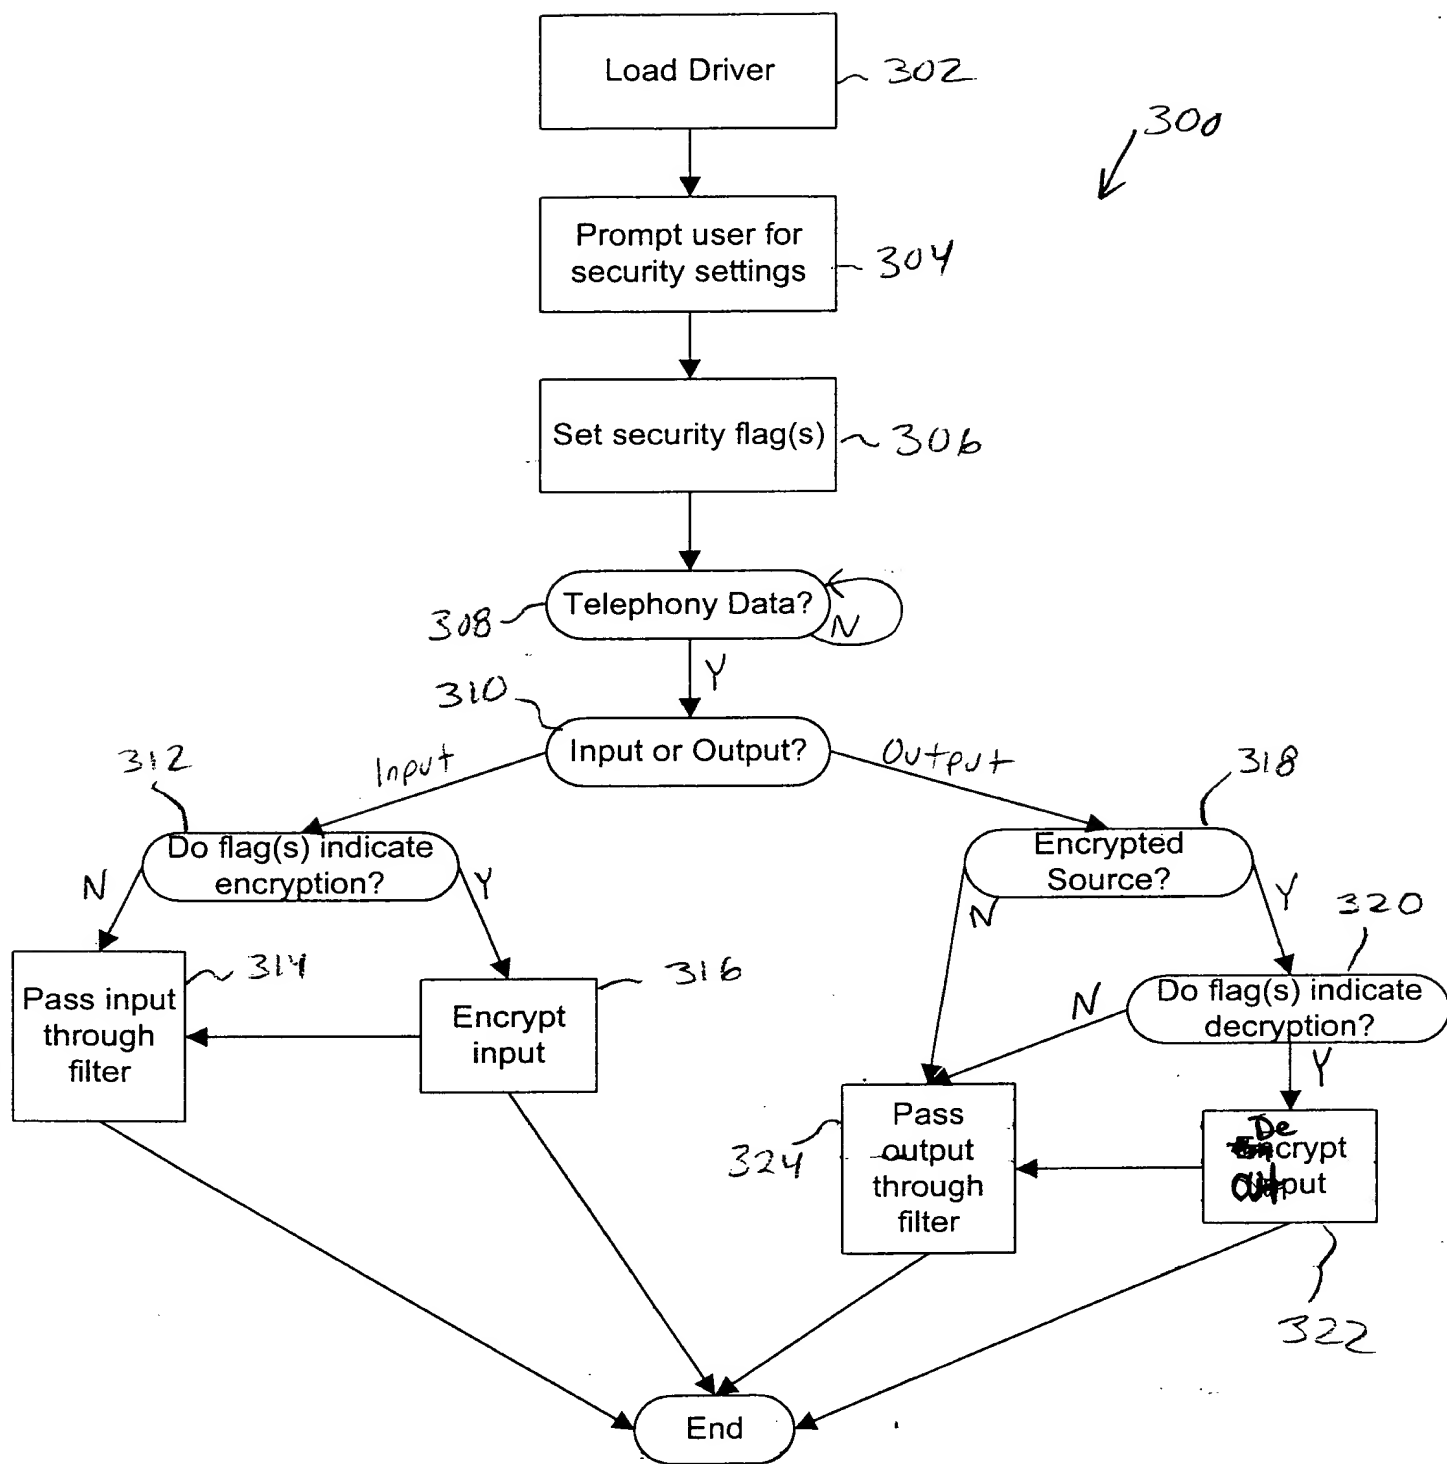 Load Driver
302
300
Prompt user for
security settings
304
Set security flag(s)
306
Telephony Data?
N
308
Y
310
Input or Output?
Input
Output
312
318
Do flag(s) indicate
encryption?
N
Y
Encrypted
Source?
N
Y
320
314
316
Pass input
through
filter
Encrypt
input
Do flag(s) indicate
decryption?
N
Y
Pass
output
through
filter
324
Decrypt
output
322
End